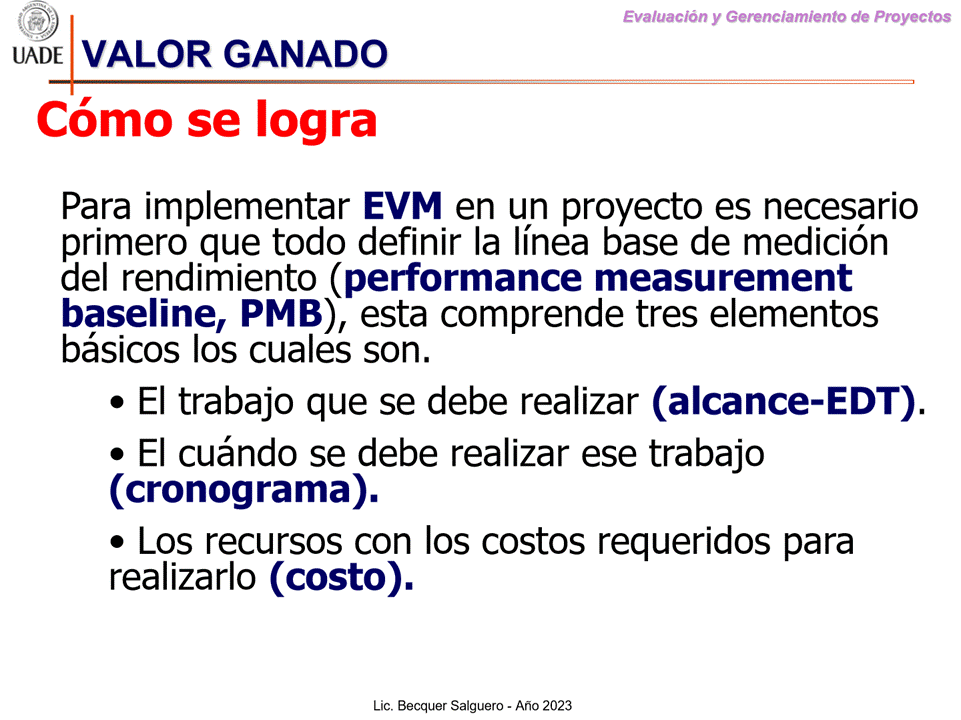 Evaluación y Gerenciamiento de Proyectos
UADE
VALOR GANADO
Cómo se logra
Para implementar EVM en un proyecto es necesario
primero que todo definir la línea base de medición
del rendimiento (performance measurement
baseline, PMB), esta comprende tres elementos
básicos los cuales son.
• El trabajo que se debe realizar (alcance-EDT).
• El cuándo se debe realizar ese trabajo
(cronograma).
• Los recursos con los costos requeridos para
realizarlo (costo).
Lic. Becquer Salguero - Año 2023